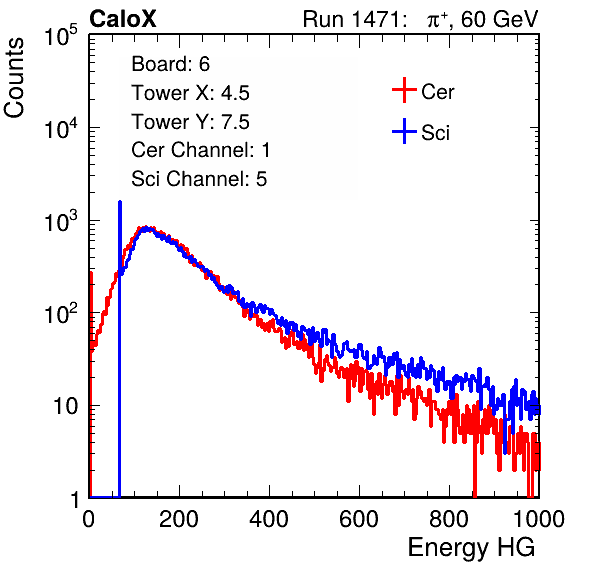 CaloX Run 1471: π⁺, 60 GeV
Counts
10⁵
10⁴
10³
10²
10
1
Board: 6
Tower X: 4.5
Tower Y: 7.5
Cer Channel: 1
Sci Channel: 5
Cer
Sci
0 200 400 600 800 1000
Energy HG